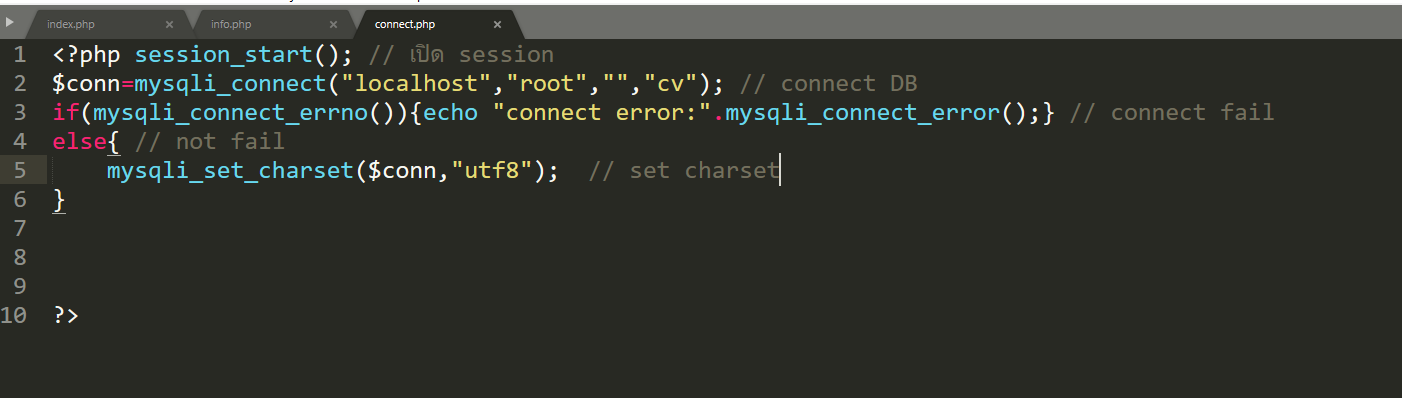 index.php × info.php × connect.php ×
1 <?php session_start(); // เปิด session
2 $conn=mysqli_connect("localhost","root","","cv"); // connect DB
3 if(mysqli_connect_errno()){echo "connect error:".mysqli_connect_error();} // connect fail
4 else{ // not fail
5 mysqli_set_charset($conn,"utf8"); // set charset
6 }
7
8
9
10 ?>